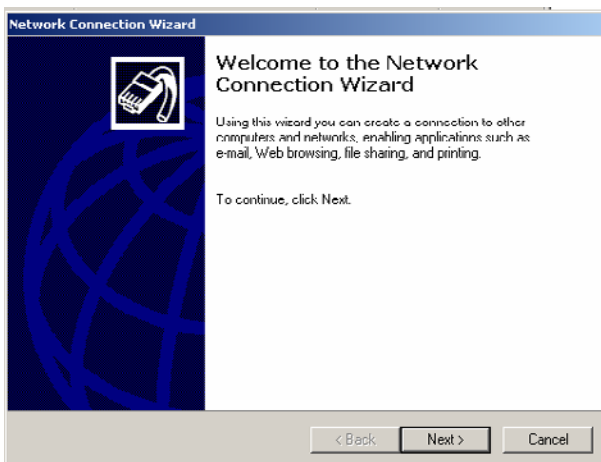 Network Connection Wizard
Welcome to the Network
Connection Wizard
Using this wizard you can create a connection to other
computers and networks, enabling applications such as
e-mail, Web browsing, file sharing, and printing.
To continue, click Next.
< Back
Next >
Cancel